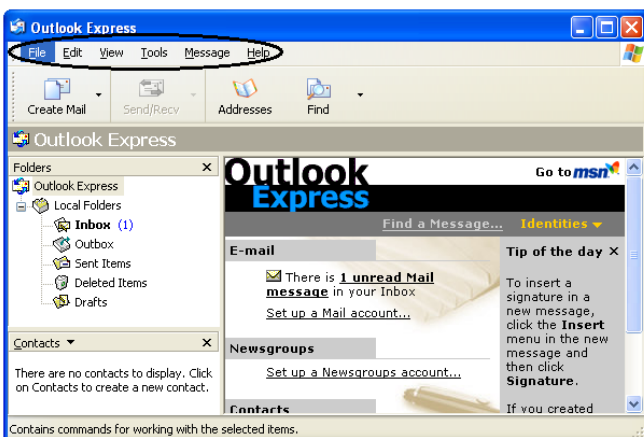 Outlook Express
File Edit View Tools Message Help
Create Mail Send/Recv Addresses Find
Outlook Express
Folders
Outlook Express
Local Folders
Inbox (1)
Outbox
Sent Items
Deleted Items
Drafts
Contacts
There are no contacts to display. Click
on Contacts to create a new contact.
Outlook
Express
Go to msn
Find a Message... Identities
E-mail
There is 1 unread Mail
message in your Inbox
Set up a Mail account...
Newsgroups
Set up a Newsgroups account...
Contacts
Tip of the day
To insert a
signature in a
new message,
click the Insert
menu in the new
message and
then click
Signature.
If you created
Contains commands for working with the selected items.